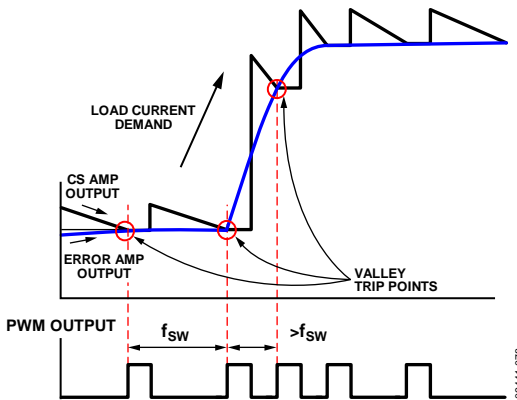 LOAD CURRENT
DEMAND
CS AMP
OUTPUT
ERROR AMP
OUTPUT
VALLEY
TRIP POINTS
PWM OUTPUT
fSW
>fSW